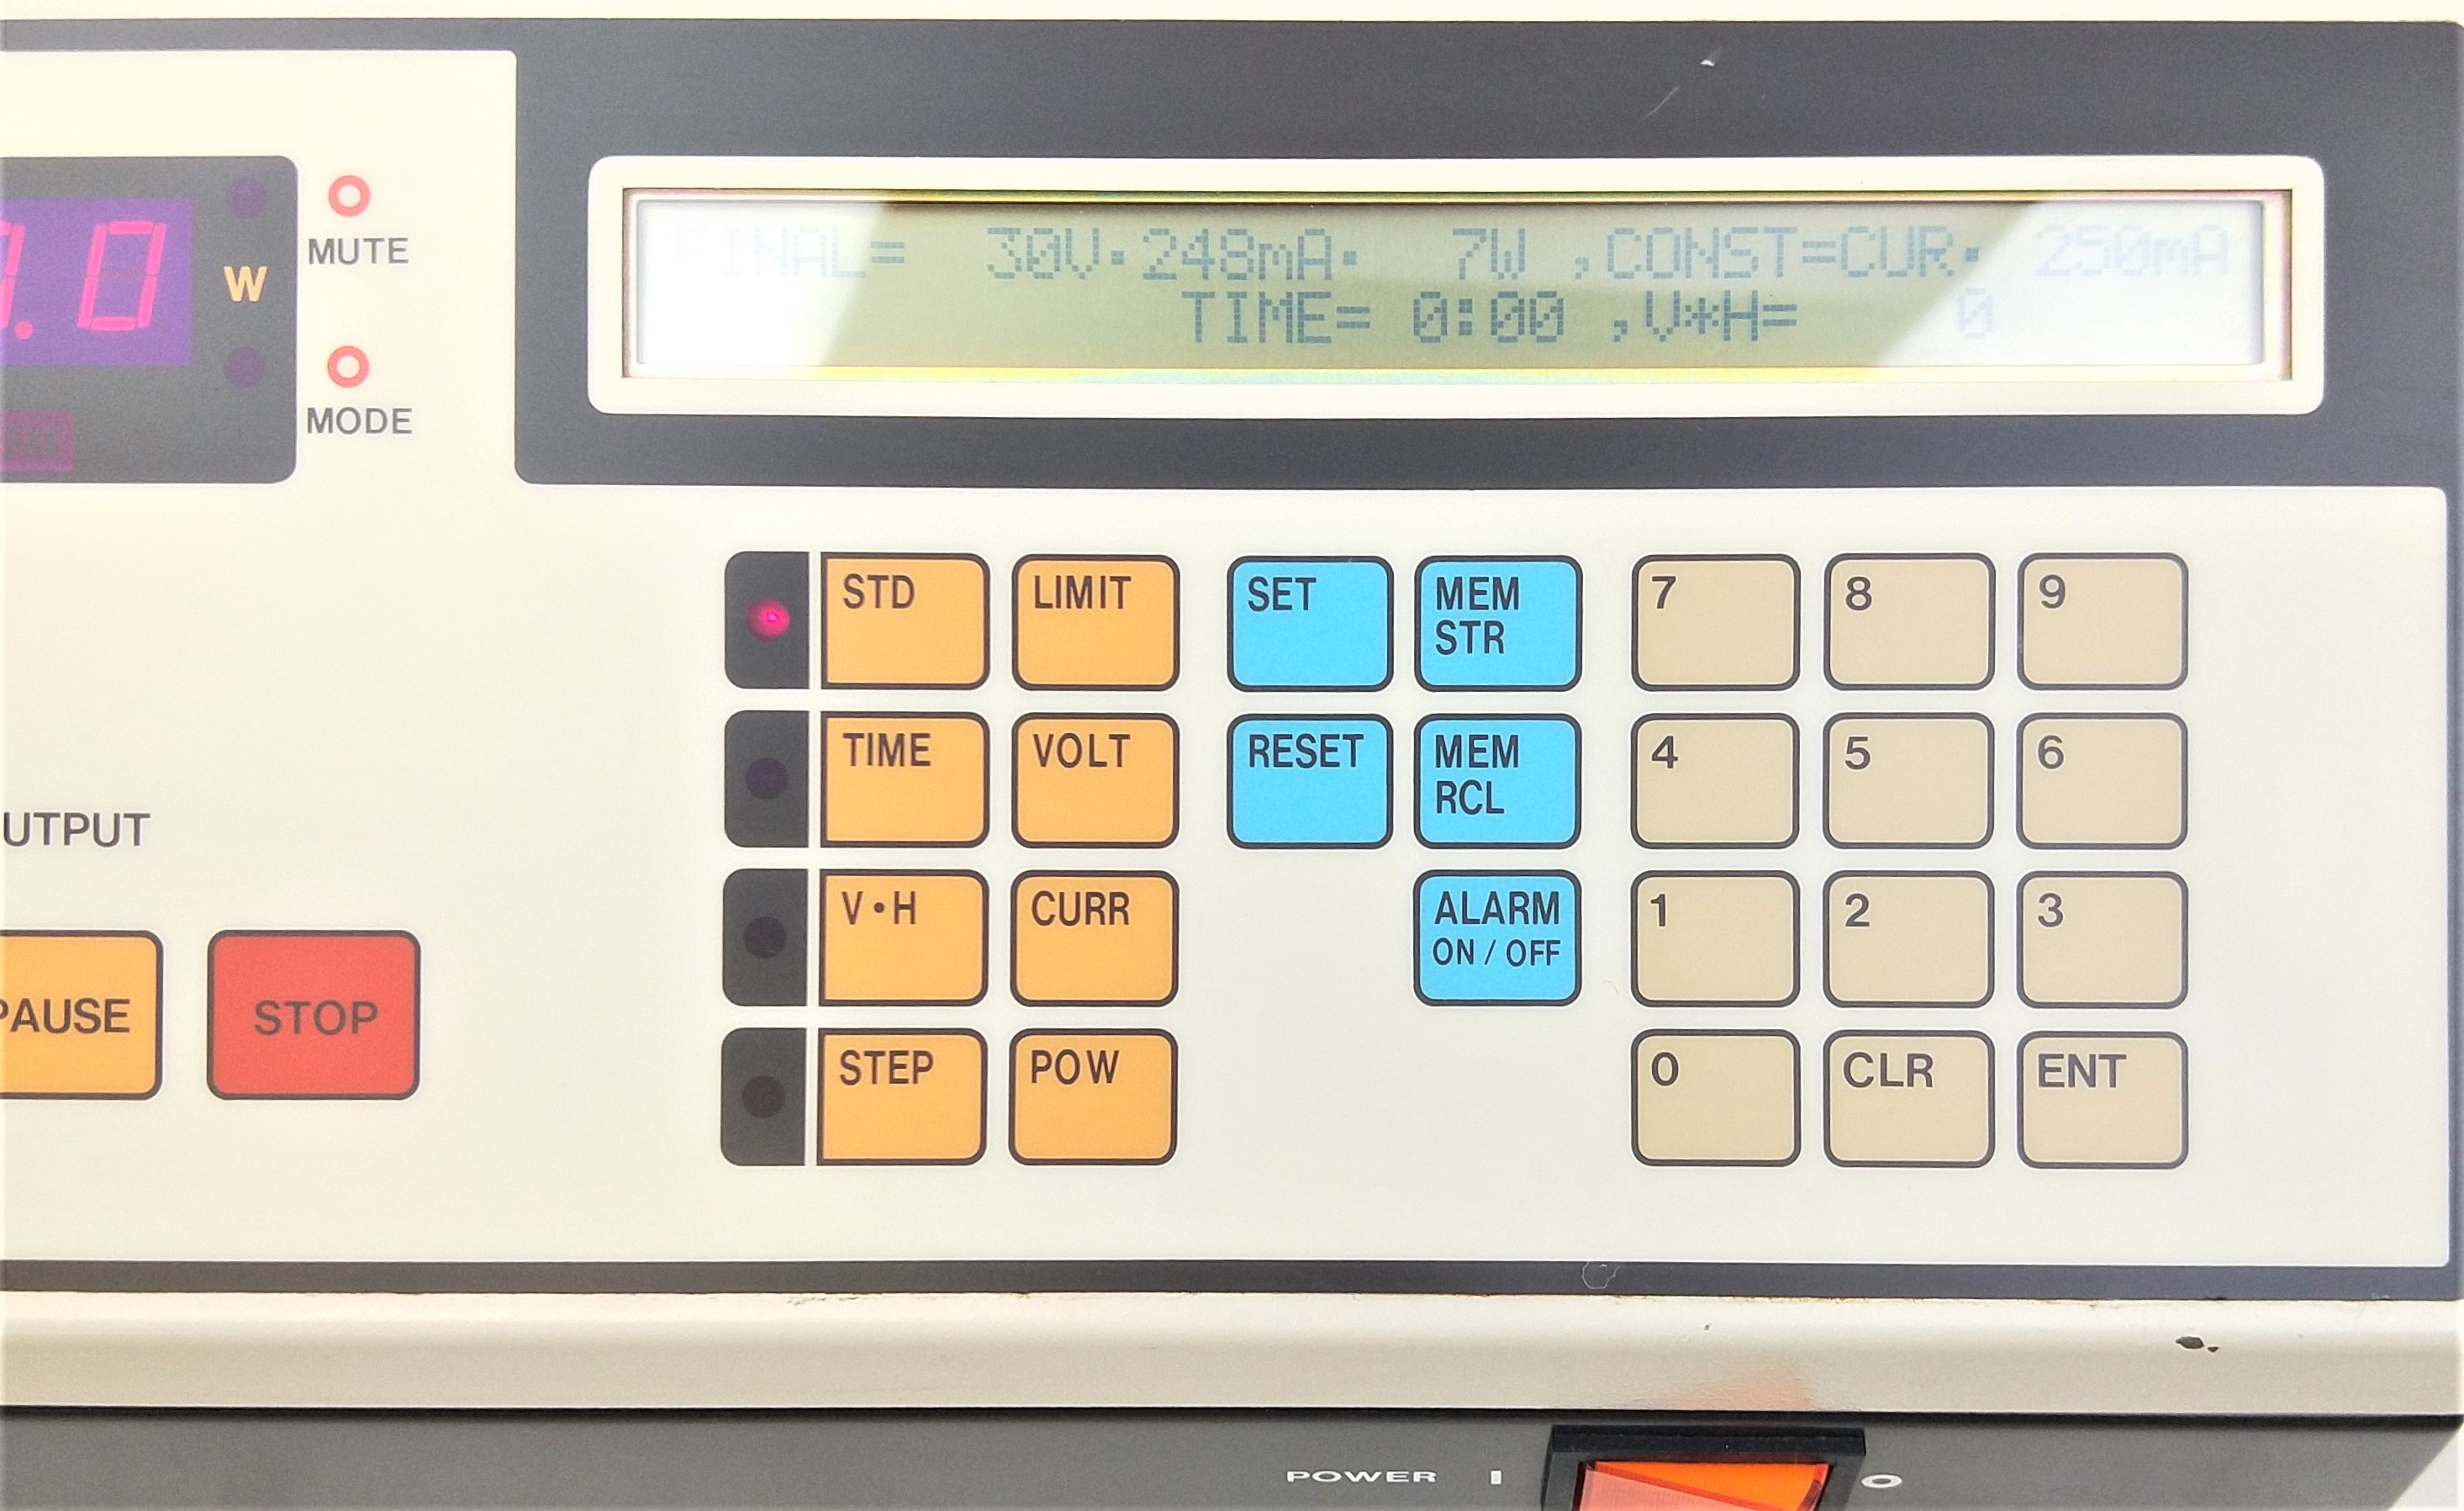 .0
W
MUTE
MODE
FINAL= 30V·248mA· 7W ,CONST=CUR· 250mA
TIME= 0:00 ,V*H= 0
STD LIMIT SET MEM STR 7 8 9
TIME VOLT RESET MEM RCL 4 5 6
V•H CURR ALARM ON / OFF 1 2 3
STEP POW 0 CLR ENT
UTPUT
PAUSE STOP
POWER I O